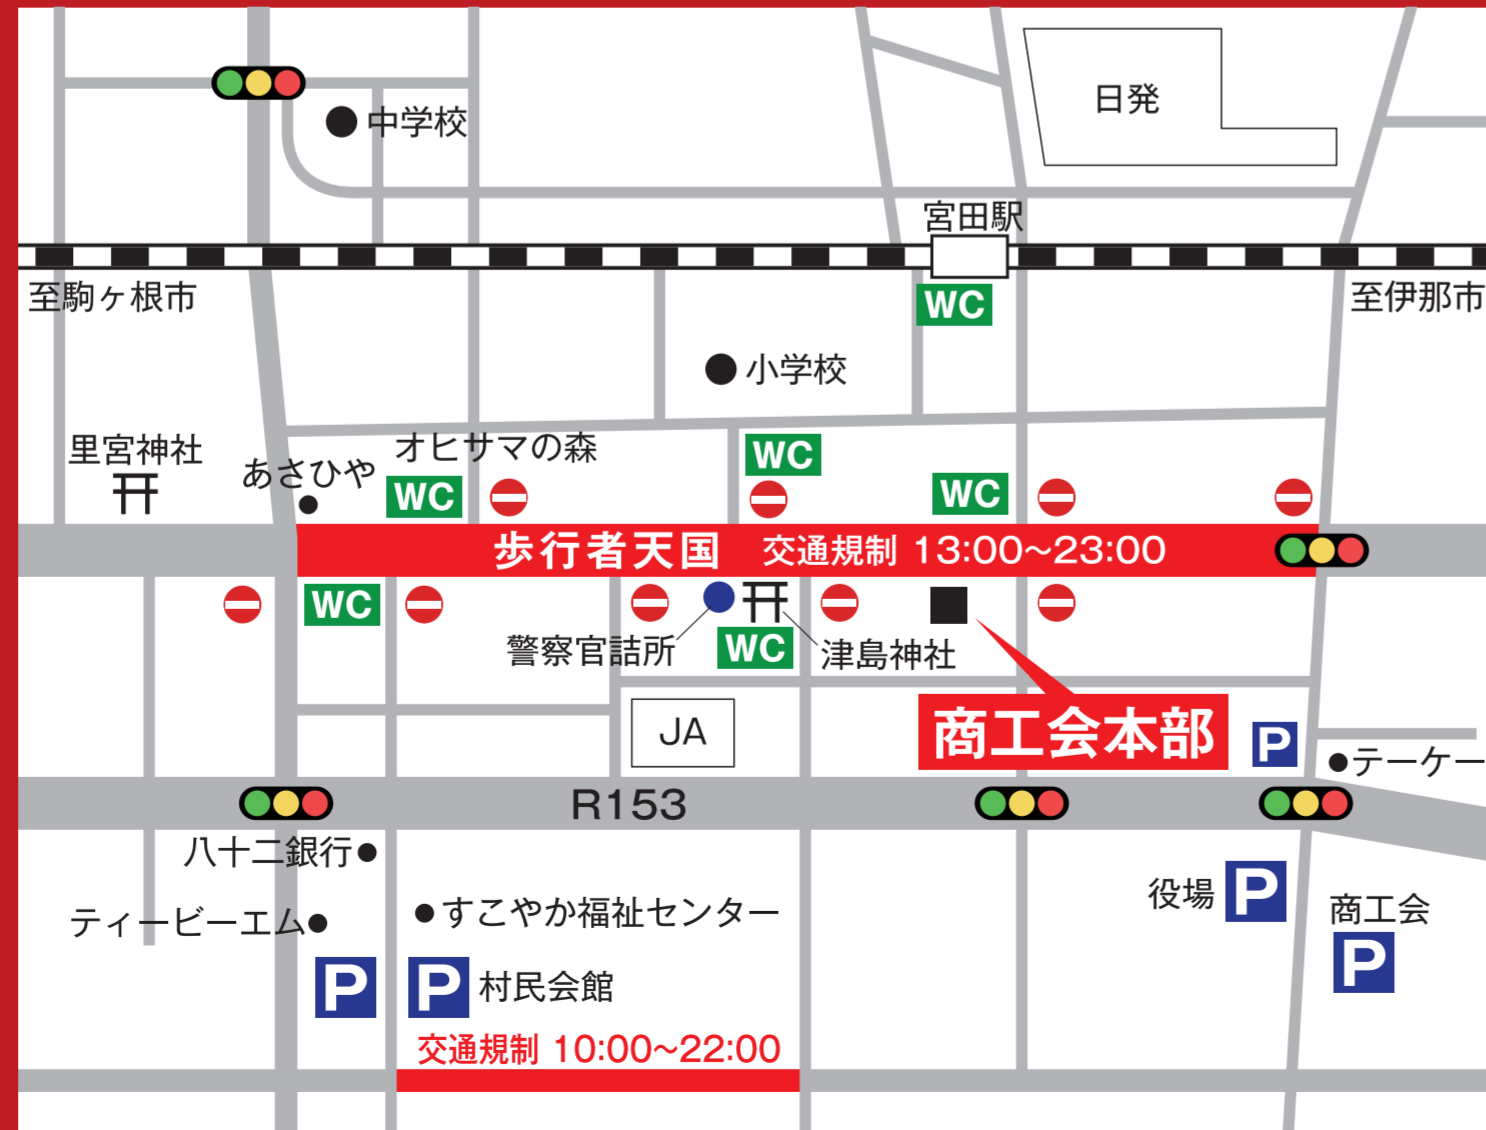 日発
中学校
宮田駅
至駒ヶ根市
WC
至伊那市
小学校
里宮神社
あさひや
オヒサマの森
WC
WC
WC
歩行者天国 交通規制 13:00〜23:00
WC
警察官詰所
WC
津島神社
JA
商工会本部
P
テーケー
R153
八十二銀行
役場
P
商工会
P
ティービーエム
すこやか福祉センター
P
P
村民会館
交通規制 10:00〜22:00